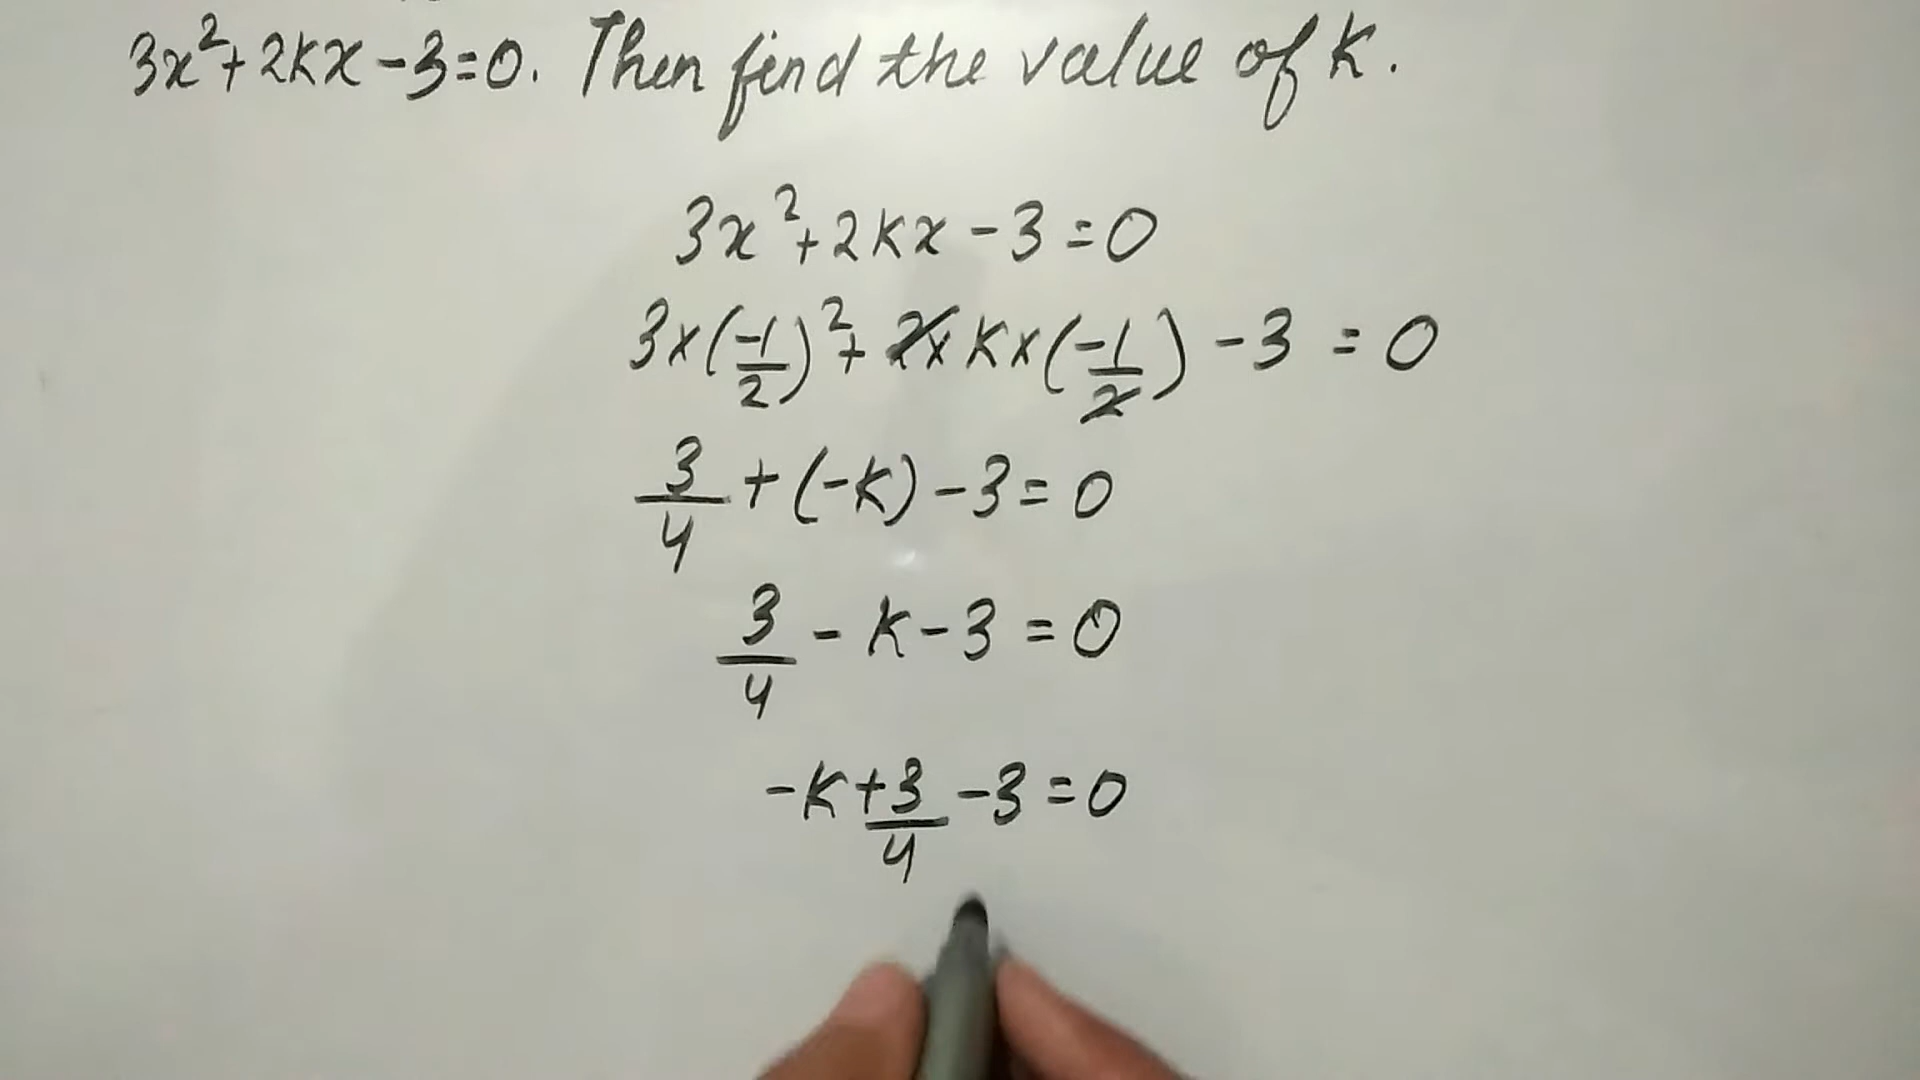 3x²+2kx-3=0. Then find the value of k.
3x²+2kx-3=0
3×(-1/2)²+2×k×(-1/2)-3=0
3/4+(-k)-3=0
3/4-k-3=0
-k+3/4-3=0